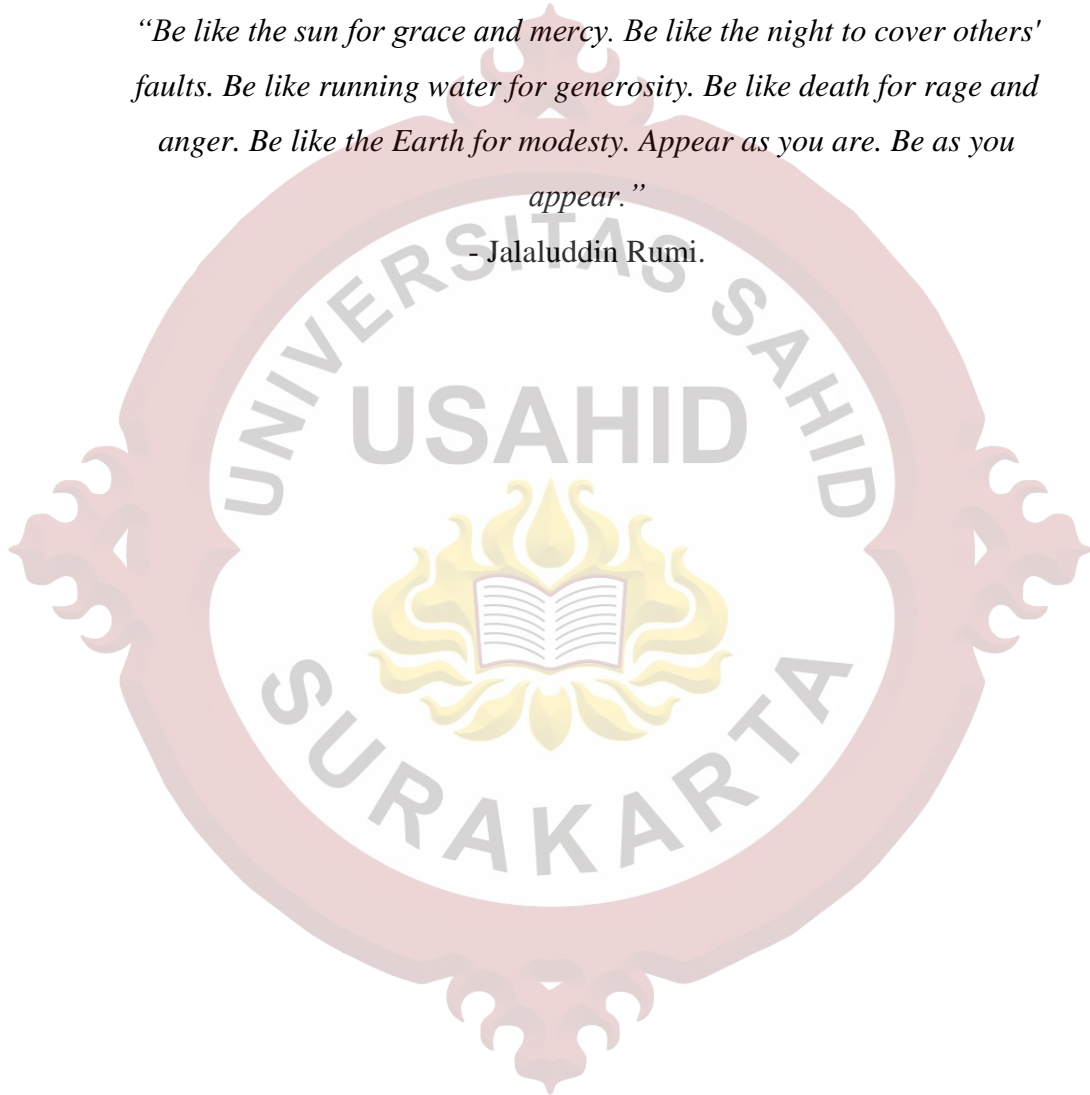 “Be like the sun for grace and mercy. Be like the night to cover others'
faults. Be like running water for generosity. Be like death for rage and
anger. Be like the Earth for modesty. Appear as you are. Be as you
appear.”
- Jalaluddin Rumi.
UNIVERSITAS SAHID
USAHID
SURAKARTA